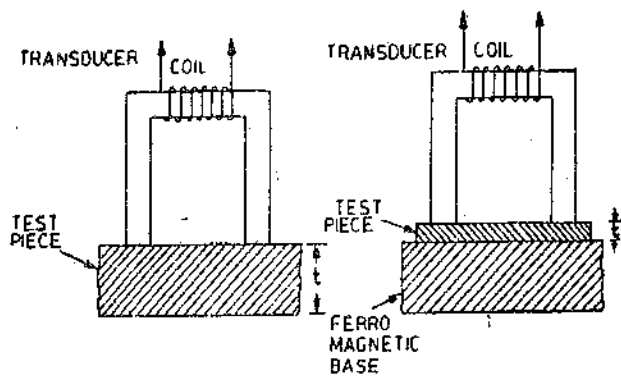 TRANSDUCER
COIL
TEST
PIECE
t
TRANSDUCER
COIL
TEST
PIECE
t
FERRO
MAGNETIC
BASE